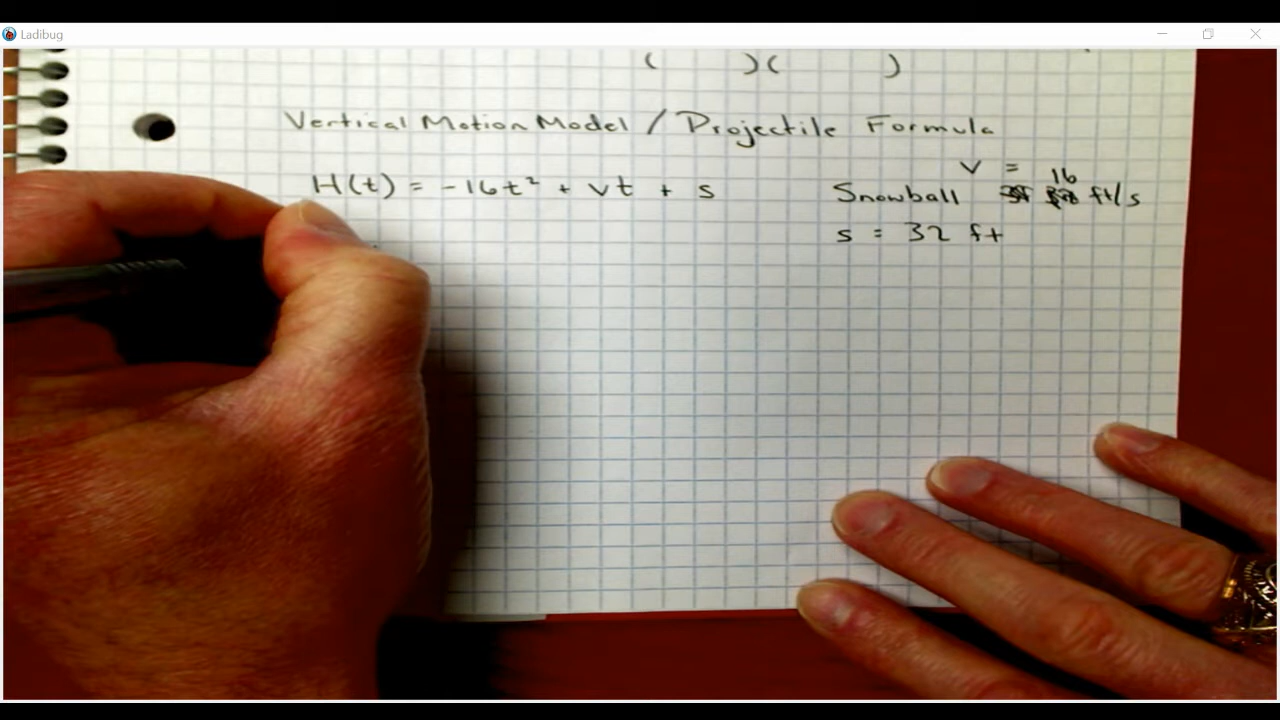 Ladibug
( )( )
Vertical Motion Model / Projectile Formula
H(t) = -16t² + vt + s
v = 16 ft/s
Snowball
s = 32 ft